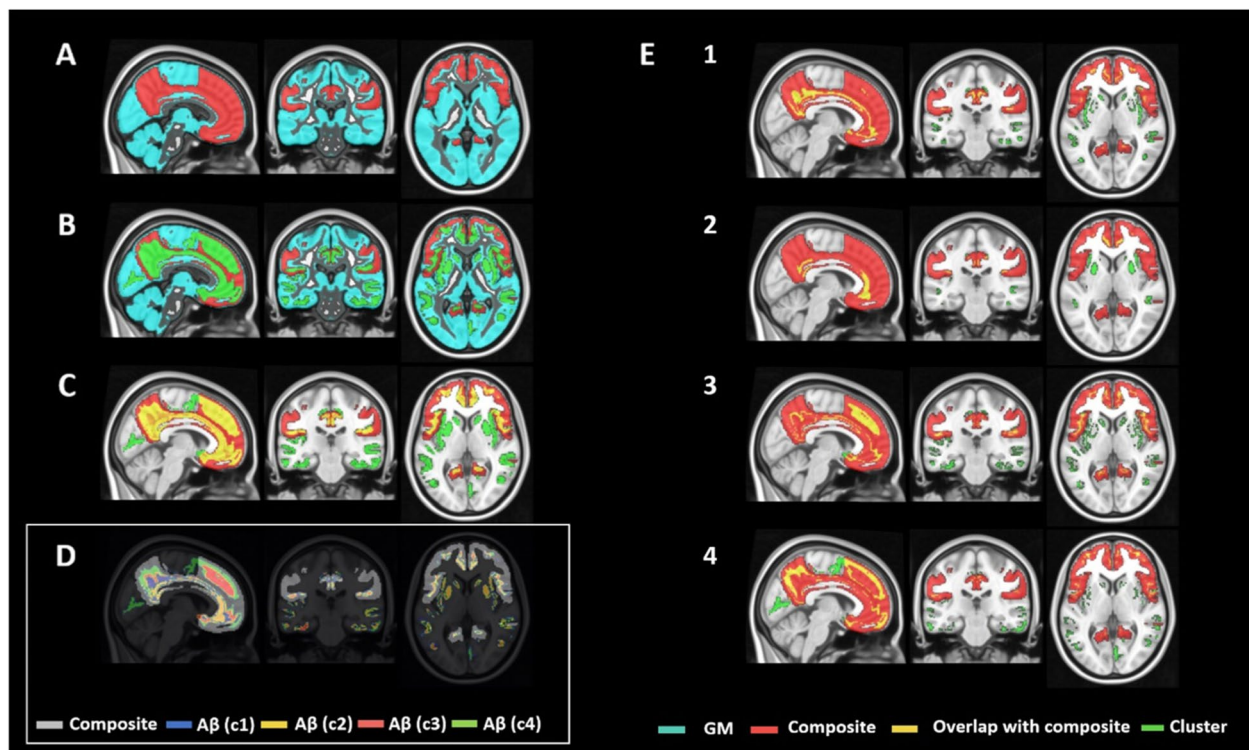 A
B
C
D
Composite Aβ (c1) Aβ (c2) Aβ (c3) Aβ (c4)
E 1
2
3
4
GM Composite Overlap with composite Cluster